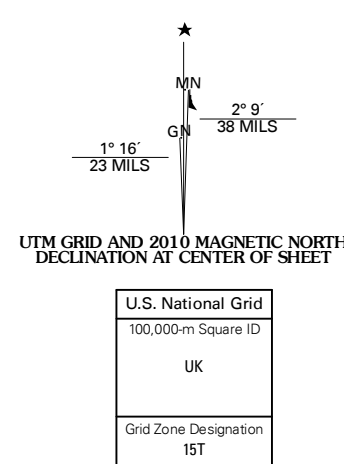 MN
GN
2° 9´
38 MILS
1° 16´
23 MILS
UTM GRID AND 2010 MAGNETIC NORTH
DECLINATION AT CENTER OF SHEET
U.S. National Grid
100,000-m Square ID
UK
Grid Zone Designation
15T